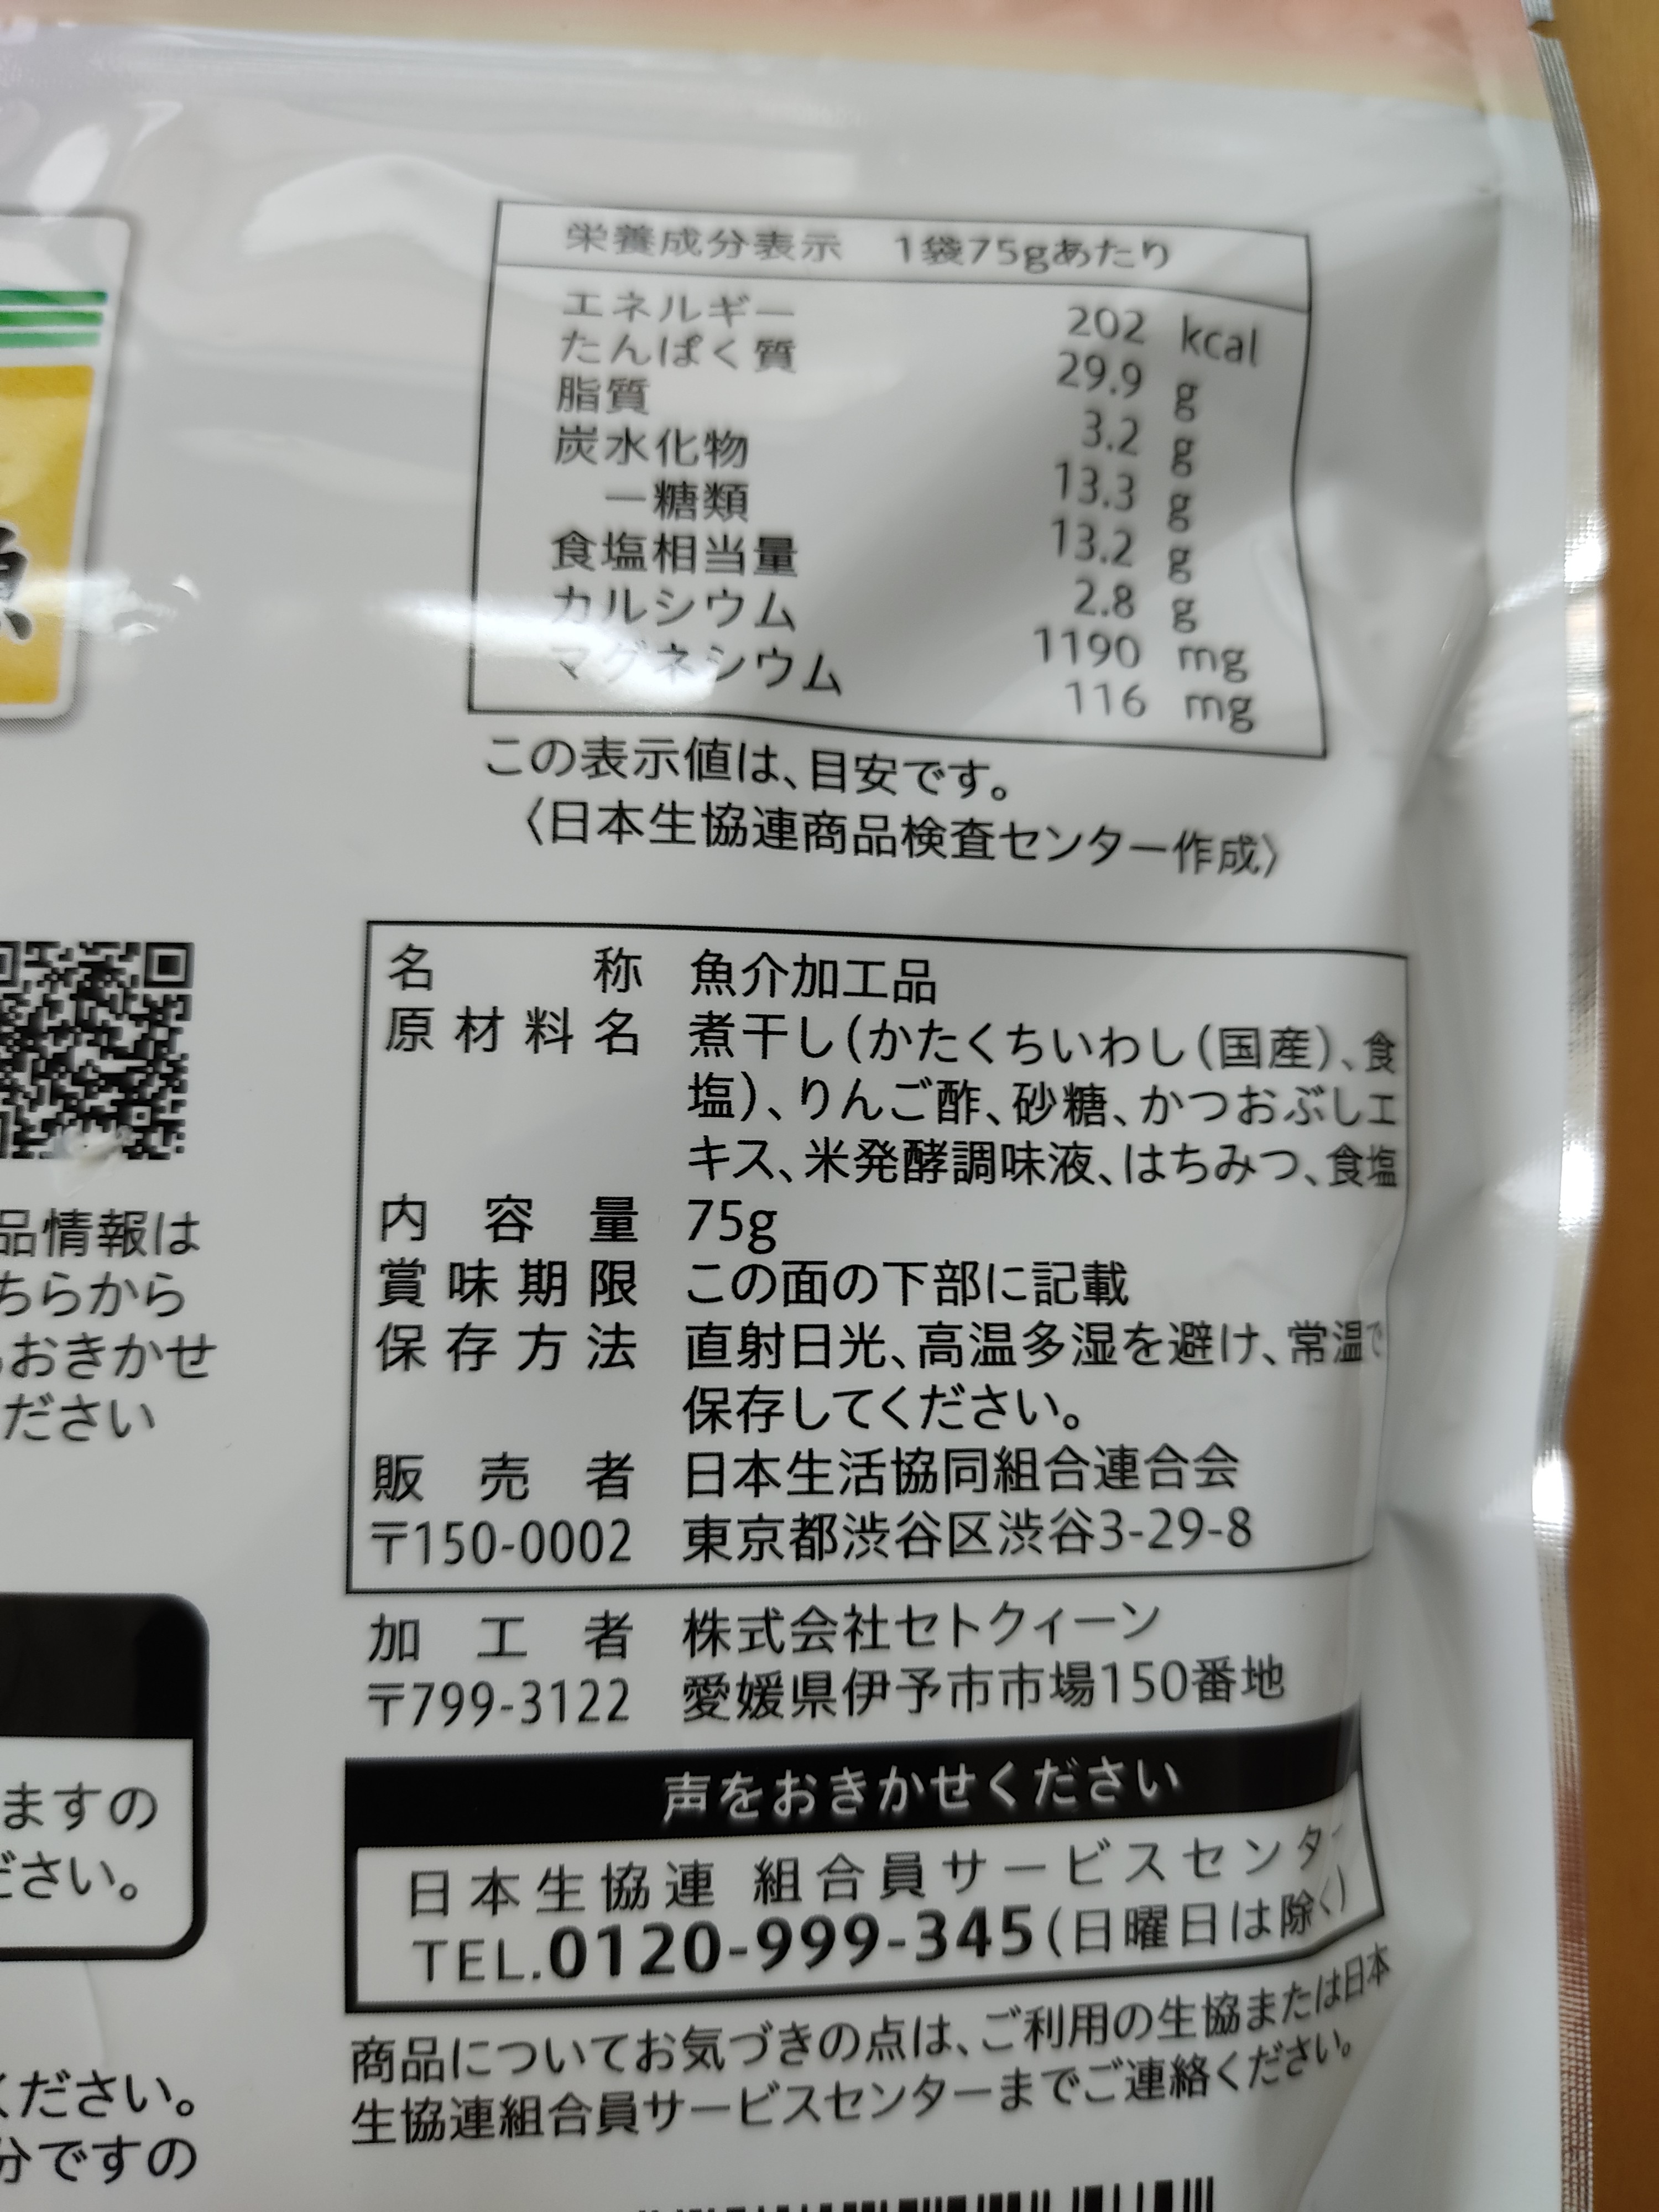 栄養成分表示 1袋75gあたり
エネルギー 202 kcal
たんぱく質 29.9 g
脂質 3.2 g
炭水化物 13.3 g
－糖類 13.2 g
食塩相当量 2.8 g
カルシウム 1190 mg
マグネシウム 116 mg
この表示値は、目安です。
〈日本生協連商品検査センター作成〉
名称 魚介加工品
原材料名 煮干し(かたくちいわし(国産)、食
塩)、りんご酢、砂糖、かつおぶしエ
キス、米発酵調味液、はちみつ、食塩
内容量 75g
賞味期限 この面の下部に記載
保存方法 直射日光、高温多湿を避け、常温で
保存してください。
販売者 日本生活協同組合連合会
〒150-0002 東京都渋谷区渋谷3-29-8
加工者 株式会社セトクィーン
〒799-3122 愛媛県伊予市市場150番地
声をおきかせください
日本生協連 組合員サービスセンター
TEL.0120-999-345(日曜日は除く)
商品についてお気づきの点は、ご利用の生協または日本
生協連組合員サービスセンターまでご連絡ください。
品情報は
ちらから
おきかせ
ださい
ますの
ださい。
ください。
分ですの